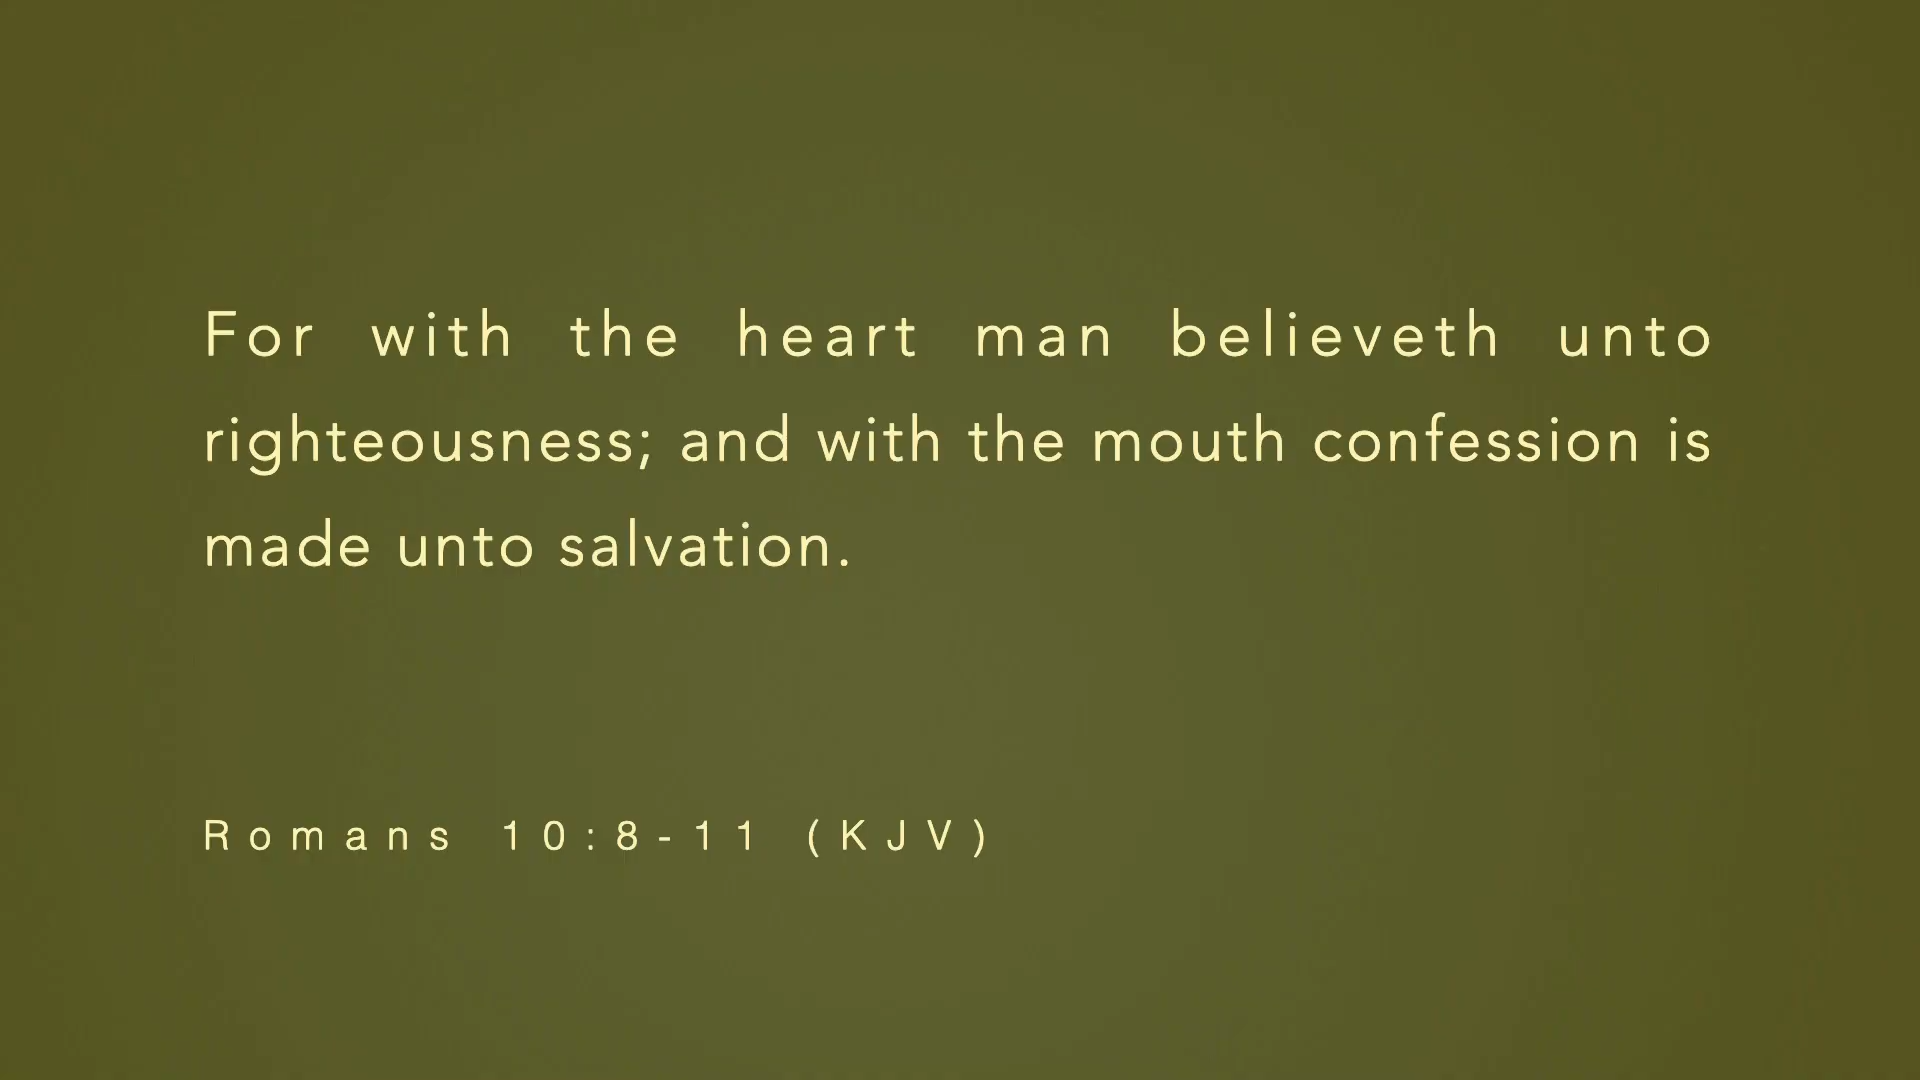 For with the heart man believeth unto
righteousness; and with the mouth confession is
made unto salvation.
Romans 10:8-11 (KJV)